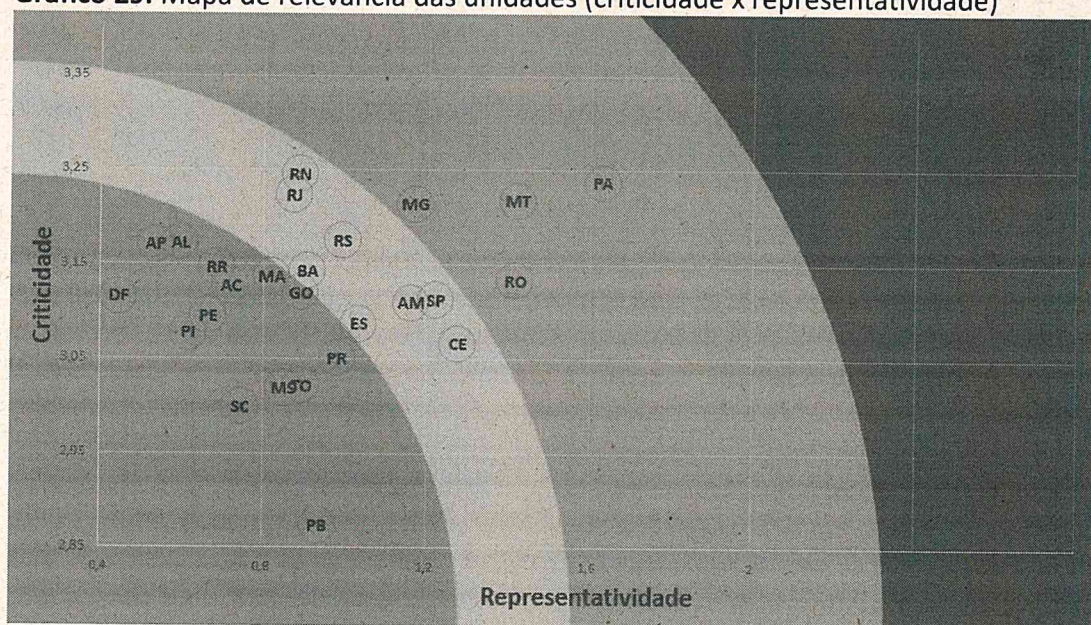 Gráfico 23. Mapa de relevância das unidades (criticidade x representatividade)
3,35
3,25
RN
RJ
PA
MG
MT
AP AL
RS
3,15
RR
MA
BA
AC
GO
RO
DF
AM
SP
PE
PI
ES
CE
3,05
PR
MS
TO
SC
2,95
PB
2,85
0,4
0,8
1,2
1,6
2
Criticidade
Representatividade